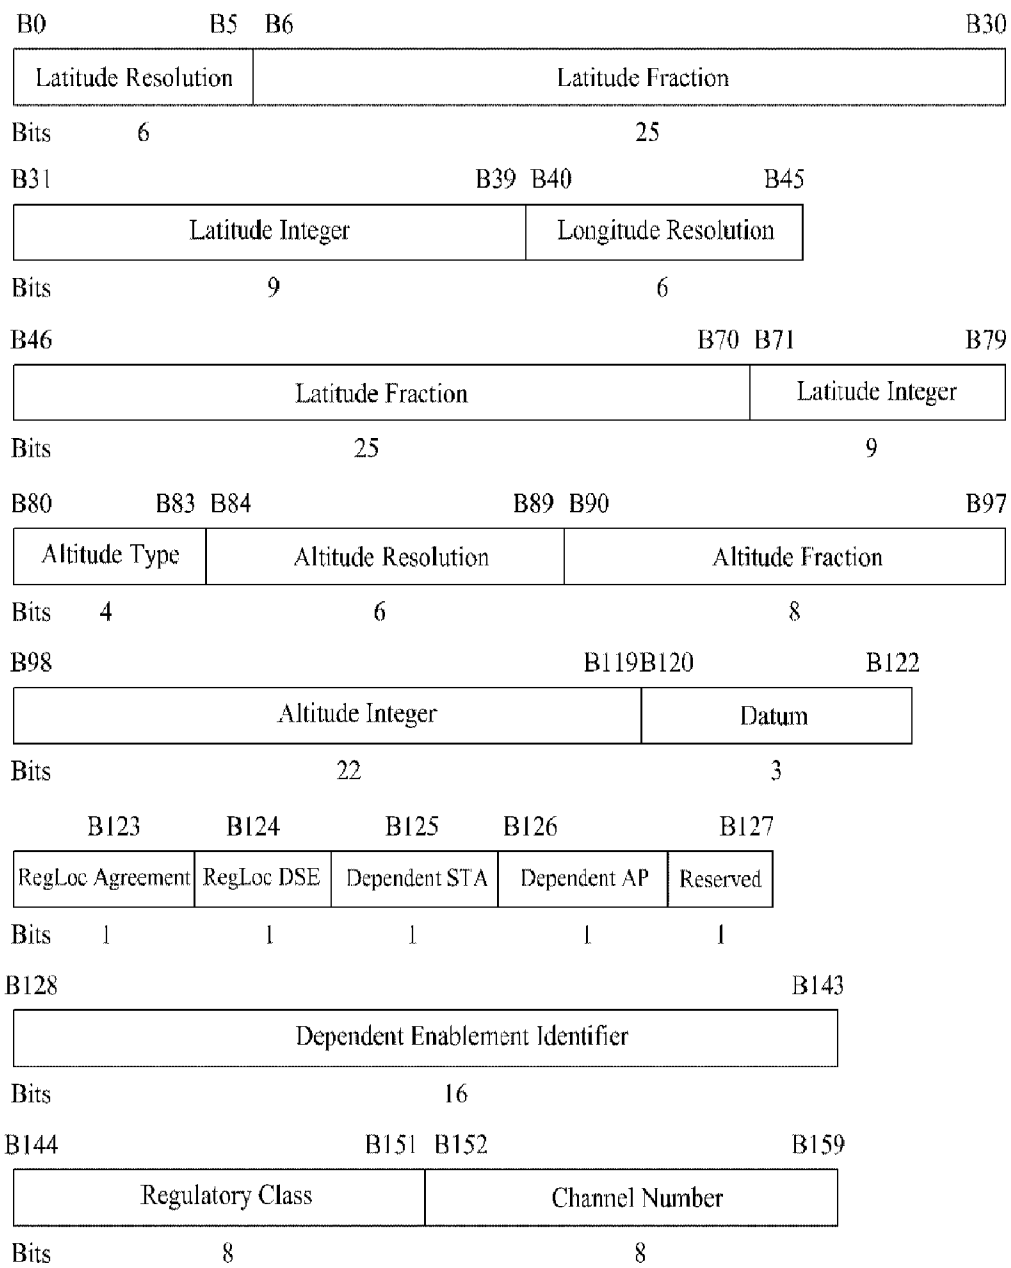 B0 B5 B6 B30
Latitude Resolution Latitude Fraction
Bits 6 25
B31 B39 B40 B45
Latitude Integer Longitude Resolution
Bits 9 6
B46 B70 B71 B79
Latitude Fraction Latitude Integer
Bits 25 9
B80 B83 B84 B89 B90 B97
Altitude Type Altitude Resolution Altitude Fraction
Bits 4 6 8
B98 B119 B120 B122
Altitude Integer Datum
Bits 22 3
B123 B124 B125 B126 B127
RegLoc Agreement RegLoc DSE Dependent STA Dependent AP Reserved
Bits 1 1 1 1 1
B128 B143
Dependent Enablement Identifier
Bits 16
B144 B151 B152 B159
Regulatory Class Channel Number
Bits 8 8